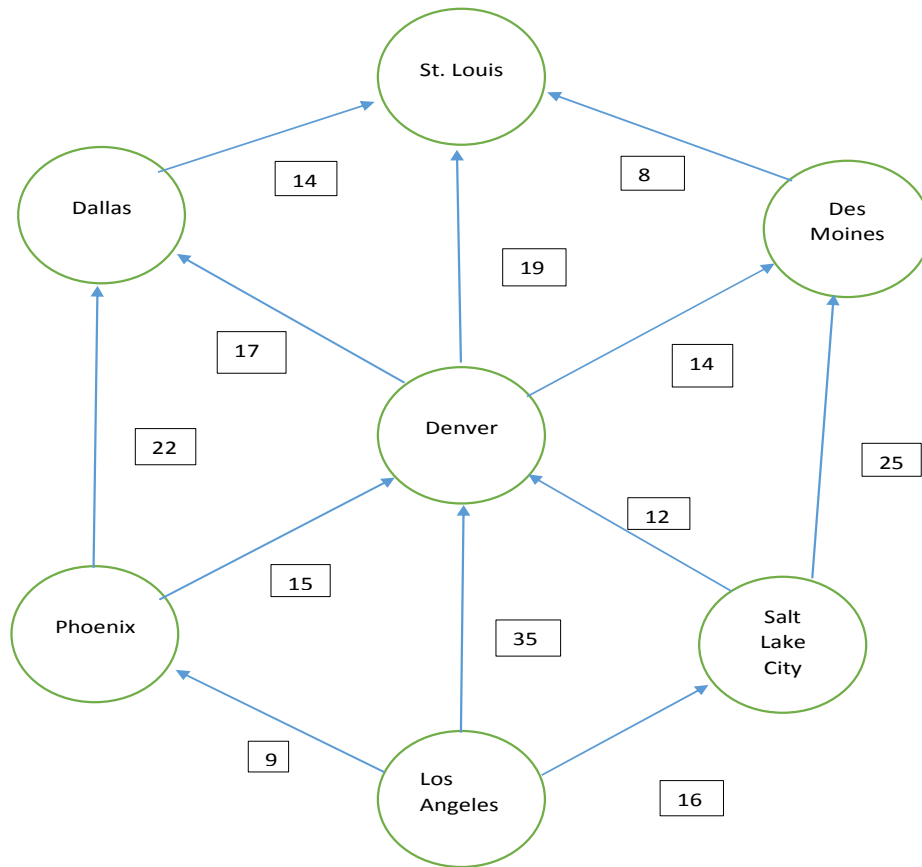 St. Louis
14
8
Dallas
Des
Moines
19
17
14
Denver
22
25
12
15
Phoenix
35
Salt
Lake
City
9
Los
Angeles
16